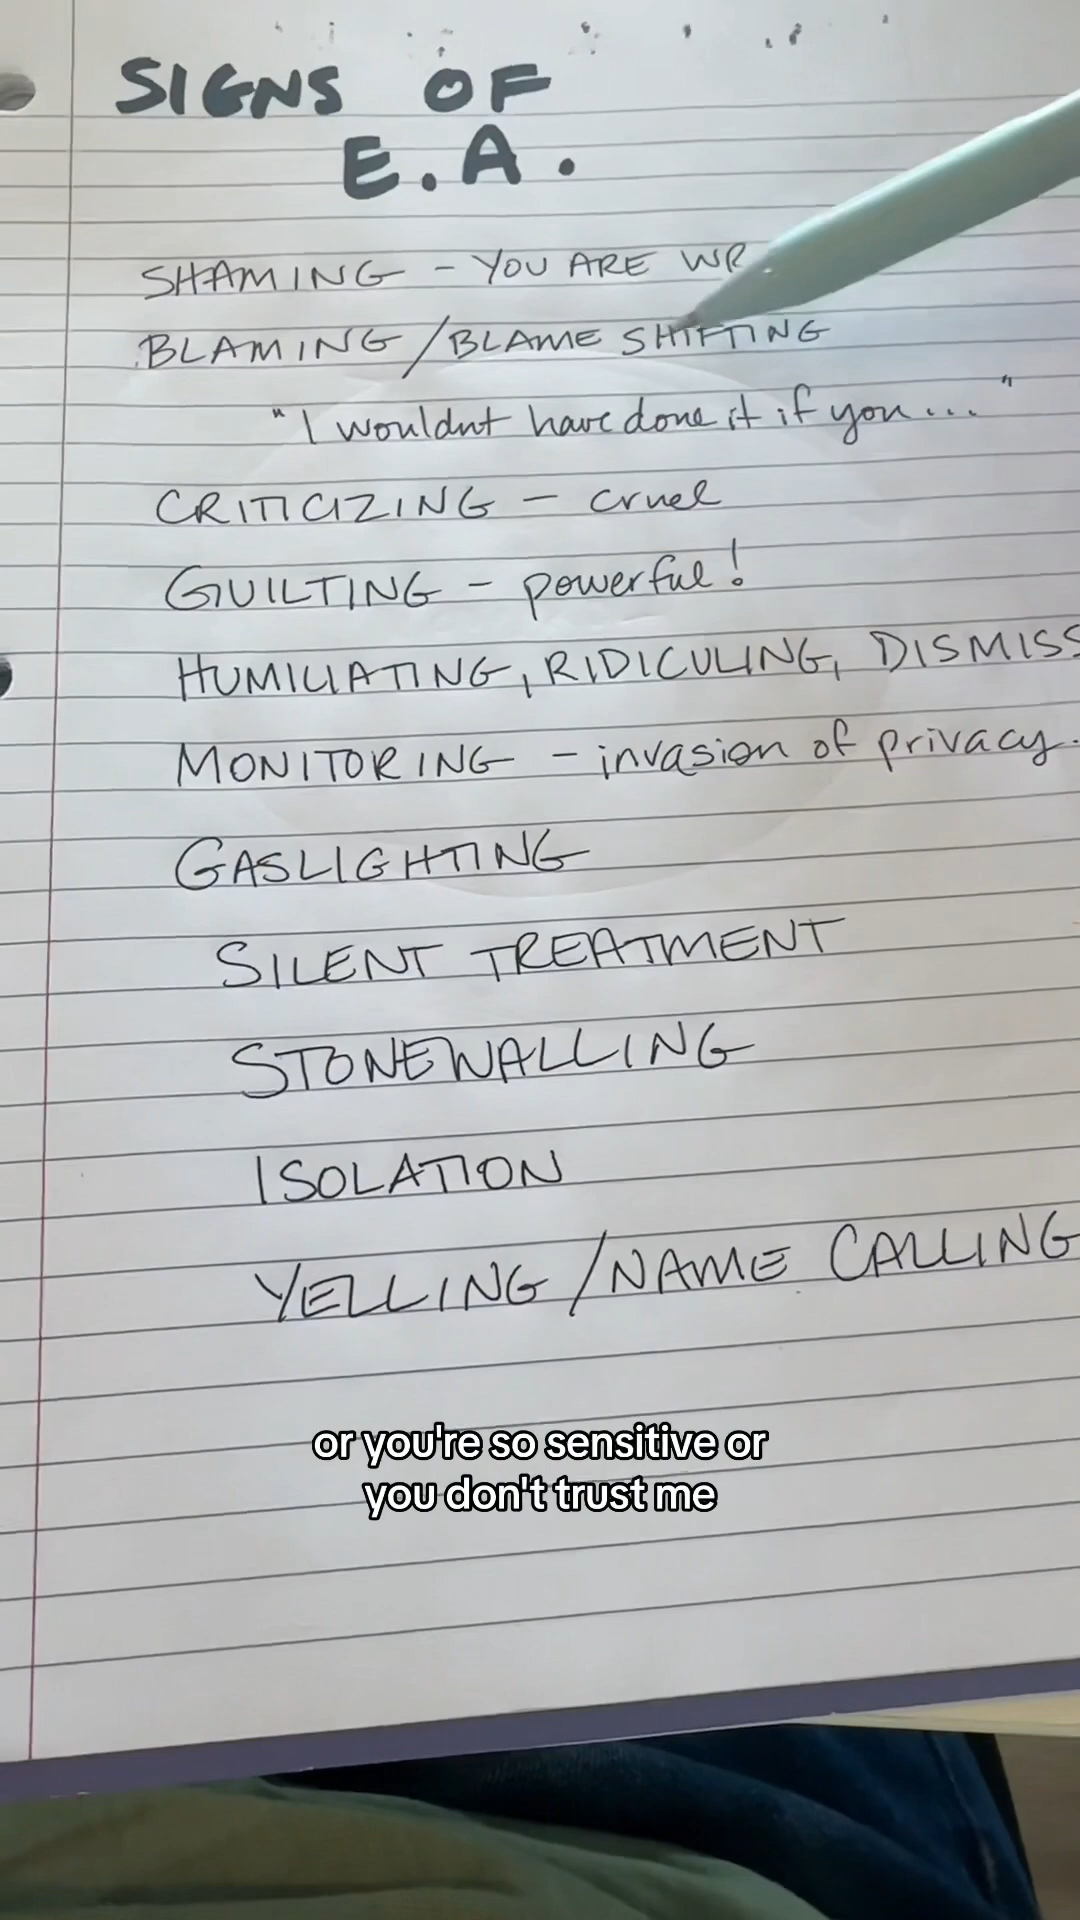 SIGNS OF
E.A.
SHAMING - YOU ARE
BLAMING/BLAME SHIFTING
"I wouldnt have done it if you..."
CRITICIZING - cruel
GUILTING - powerful!
HUMILIATING, RIDICULING, DISMISS
MONITORING - invasion of privacy.
GASLIGHTING
SILENT TREATMENT
STONEWALLING
ISOLATION
YELLING/NAME CALLING
or you're so sensitive or
you don't trust me